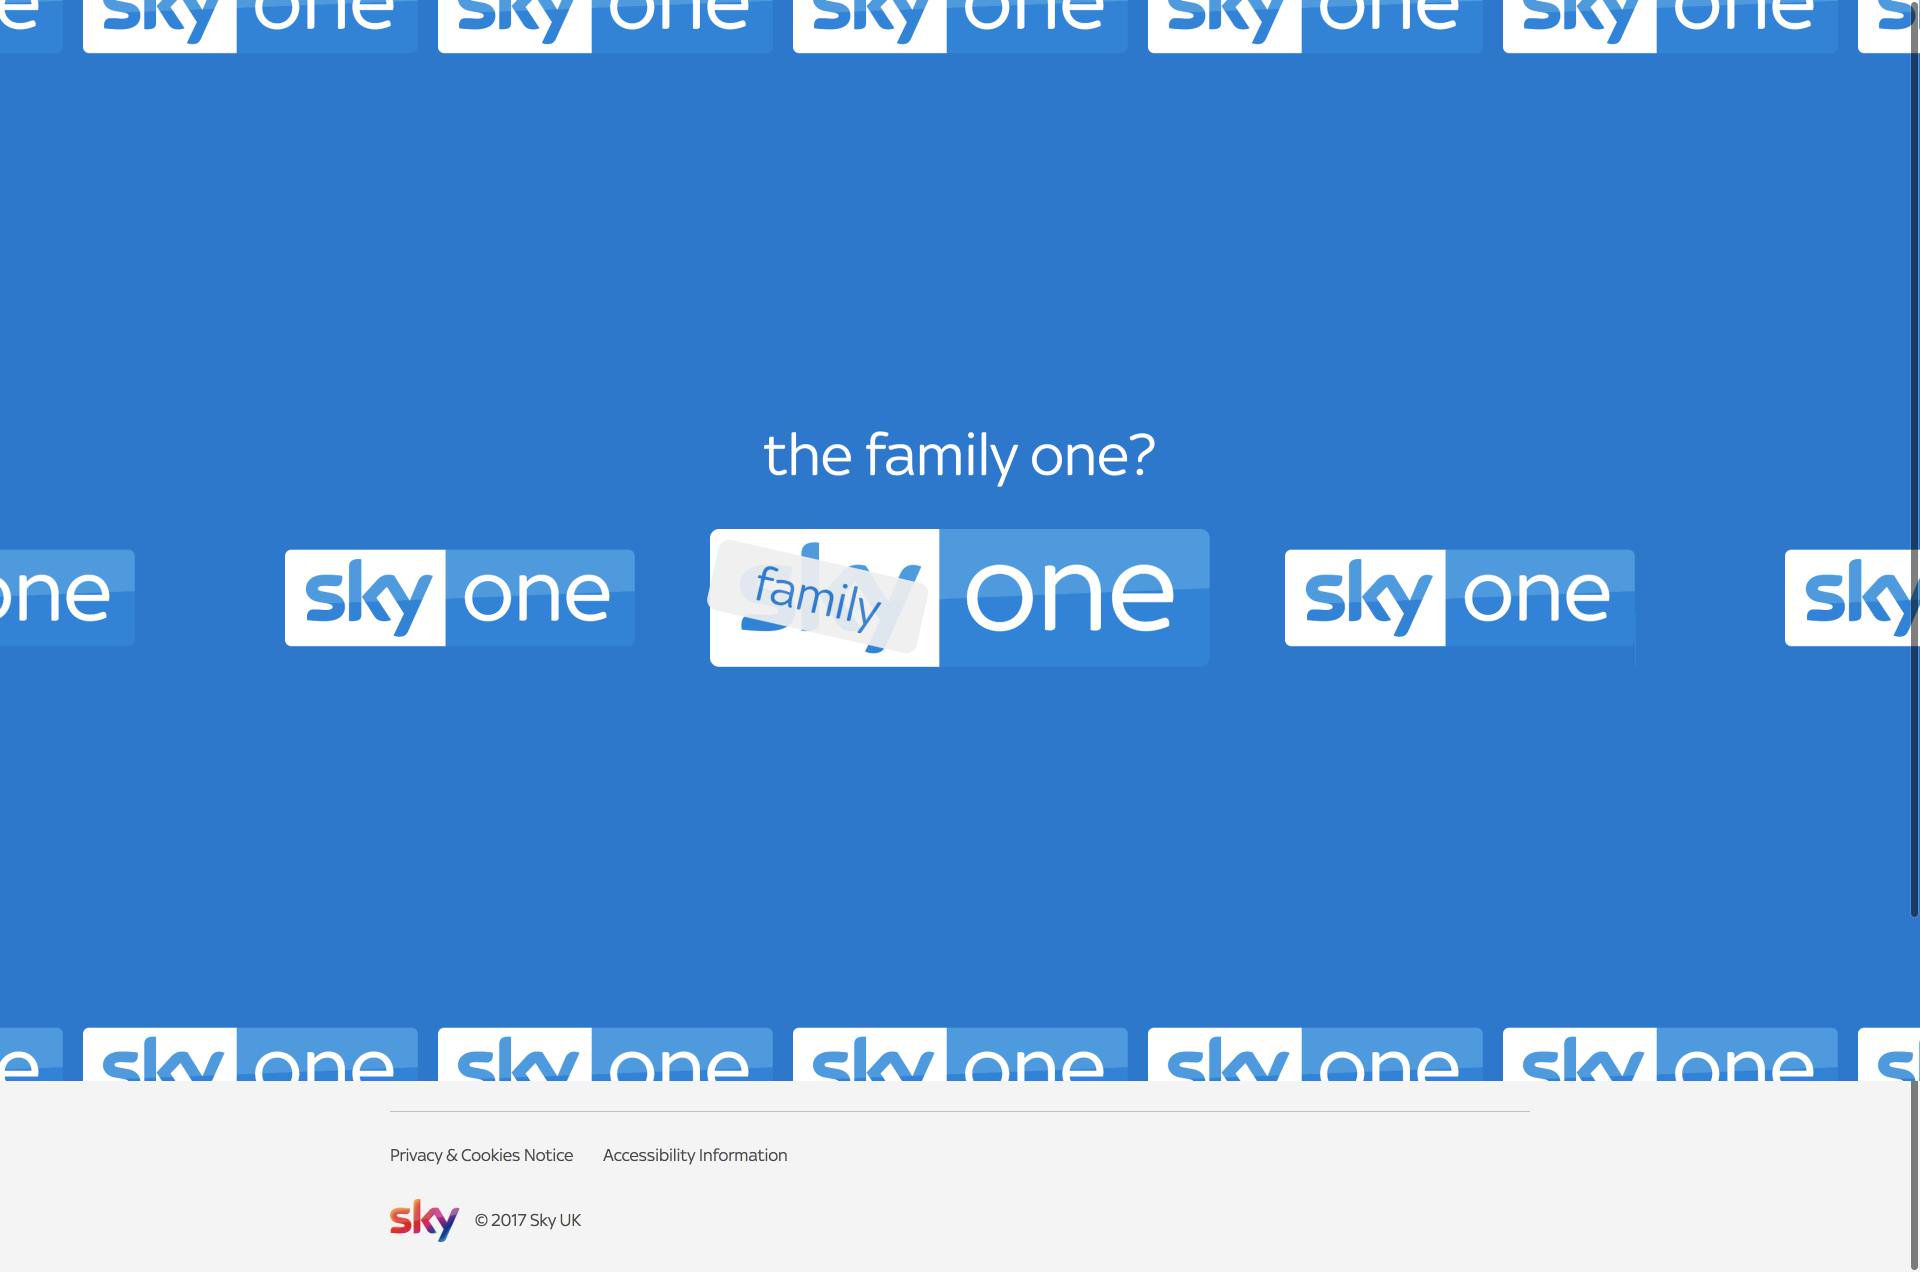 e sky one sky one sky one sky one sky one s
the family one?
one sky one family one sky one sky
e sky one sky one sky one sky one sky one s
Privacy & Cookies Notice Accessibility Information
sky © 2017 Sky UK